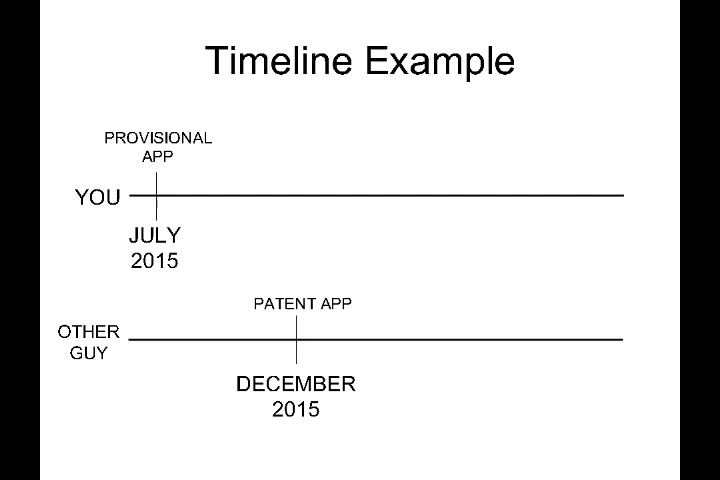 Timeline Example
PROVISIONAL
APP
YOU
JULY
2015
PATENT APP
OTHER
GUY
DECEMBER
2015